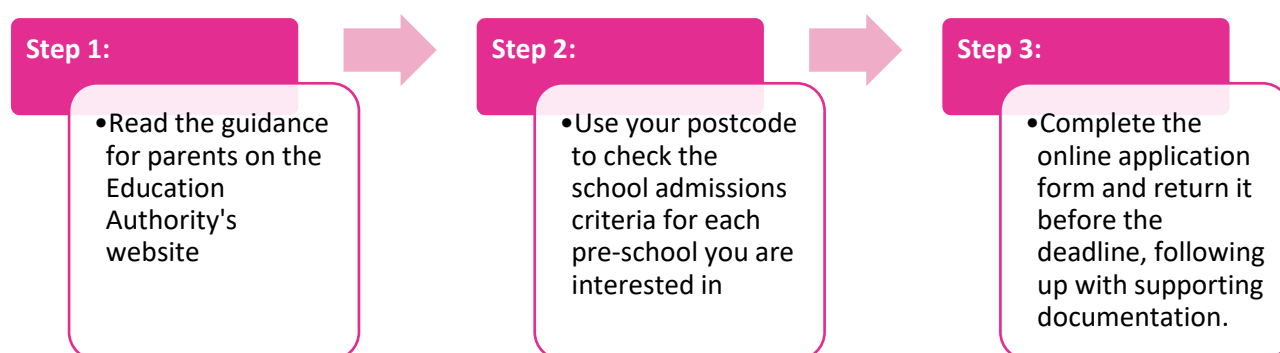 Step 1:
•Read the guidance
for parents on the
Education
Authority's
website
Step 2:
•Use your postcode
to check the
school admissions
criteria for each
pre-school you are
interested in
Step 3:
•Complete the
online application
form and return it
before the
deadline, following
up with supporting
documentation.